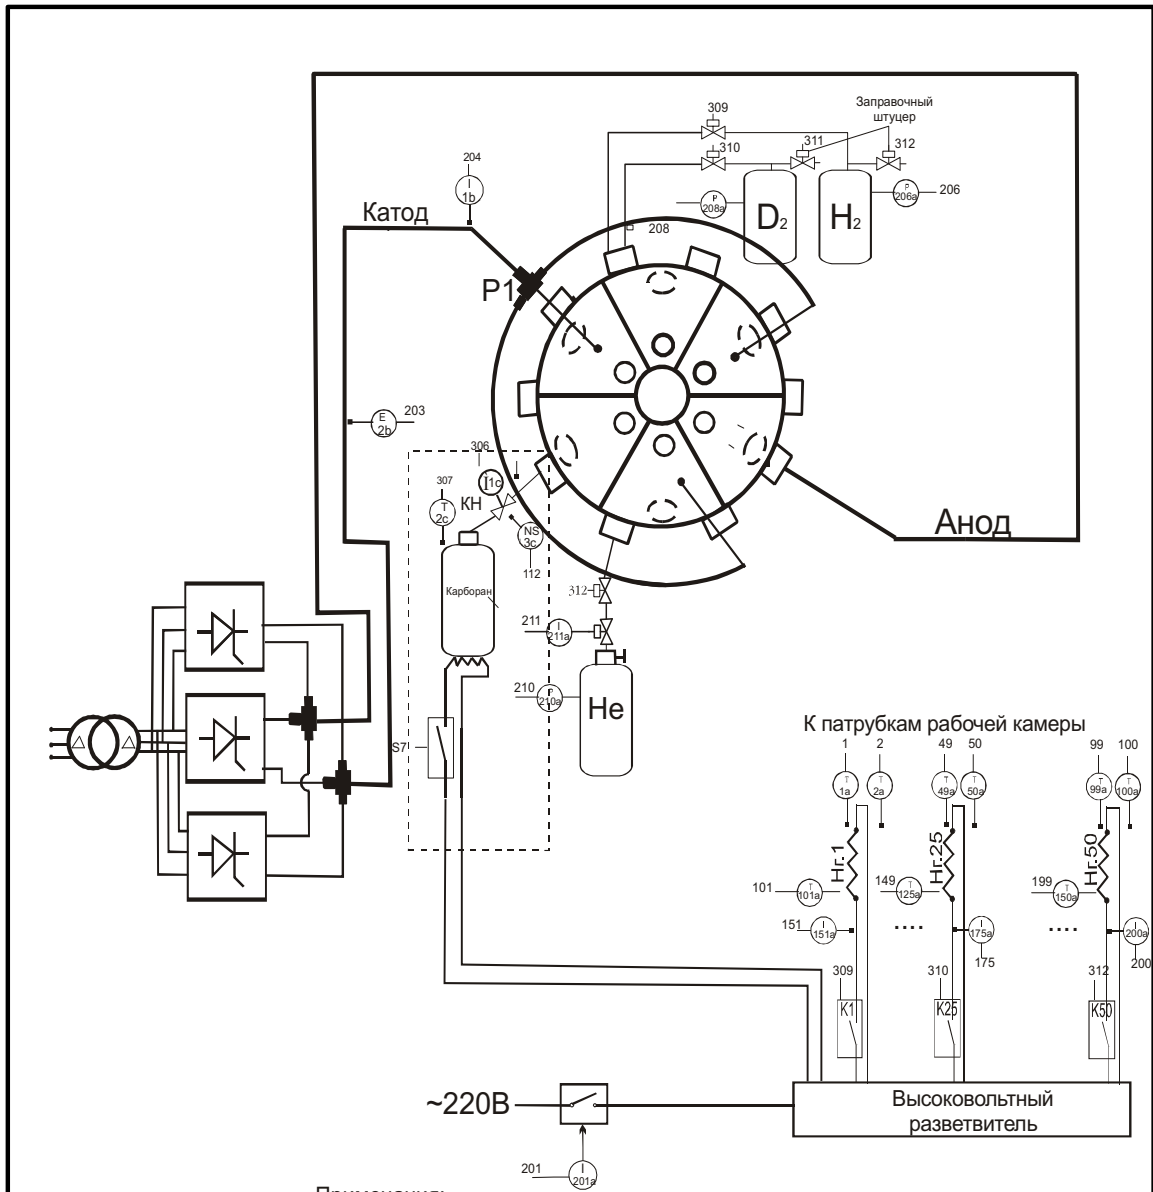 309
Заправочный
штуцер
310
311
312
204
I
1b
Катод
P
208a
D2
H2
P
206a
206
208
P1
E
2b
203
306
Ï1c
307
T
2c
КН
NS
3c
112
Анод
Карборан
312
211
I
211a
210
P
210a
He
S7
К патрубкам рабочей камеры
1
2
49
50
99
100
T
1a
T
2a
T
49a
T
50a
T
99a
T
100a
Нг.1
Нг.25
Нг.50
101
T
101a
149
T
125a
199
T
150a
151
I
151a
....
I
175a
175
....
I
200a
200
309
310
312
K1
K25
K50
~220В
Высоковольтный
разветвитель
201
I
201a